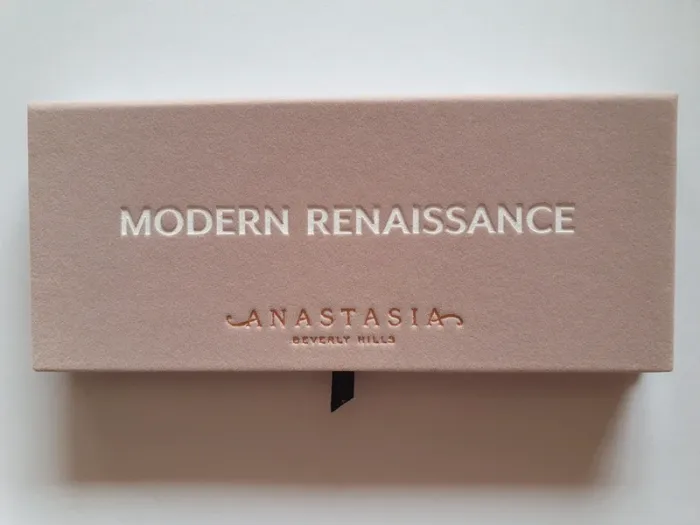 MODERN RENAISSANCE
ANASTASIA
BEVERLY HILLS